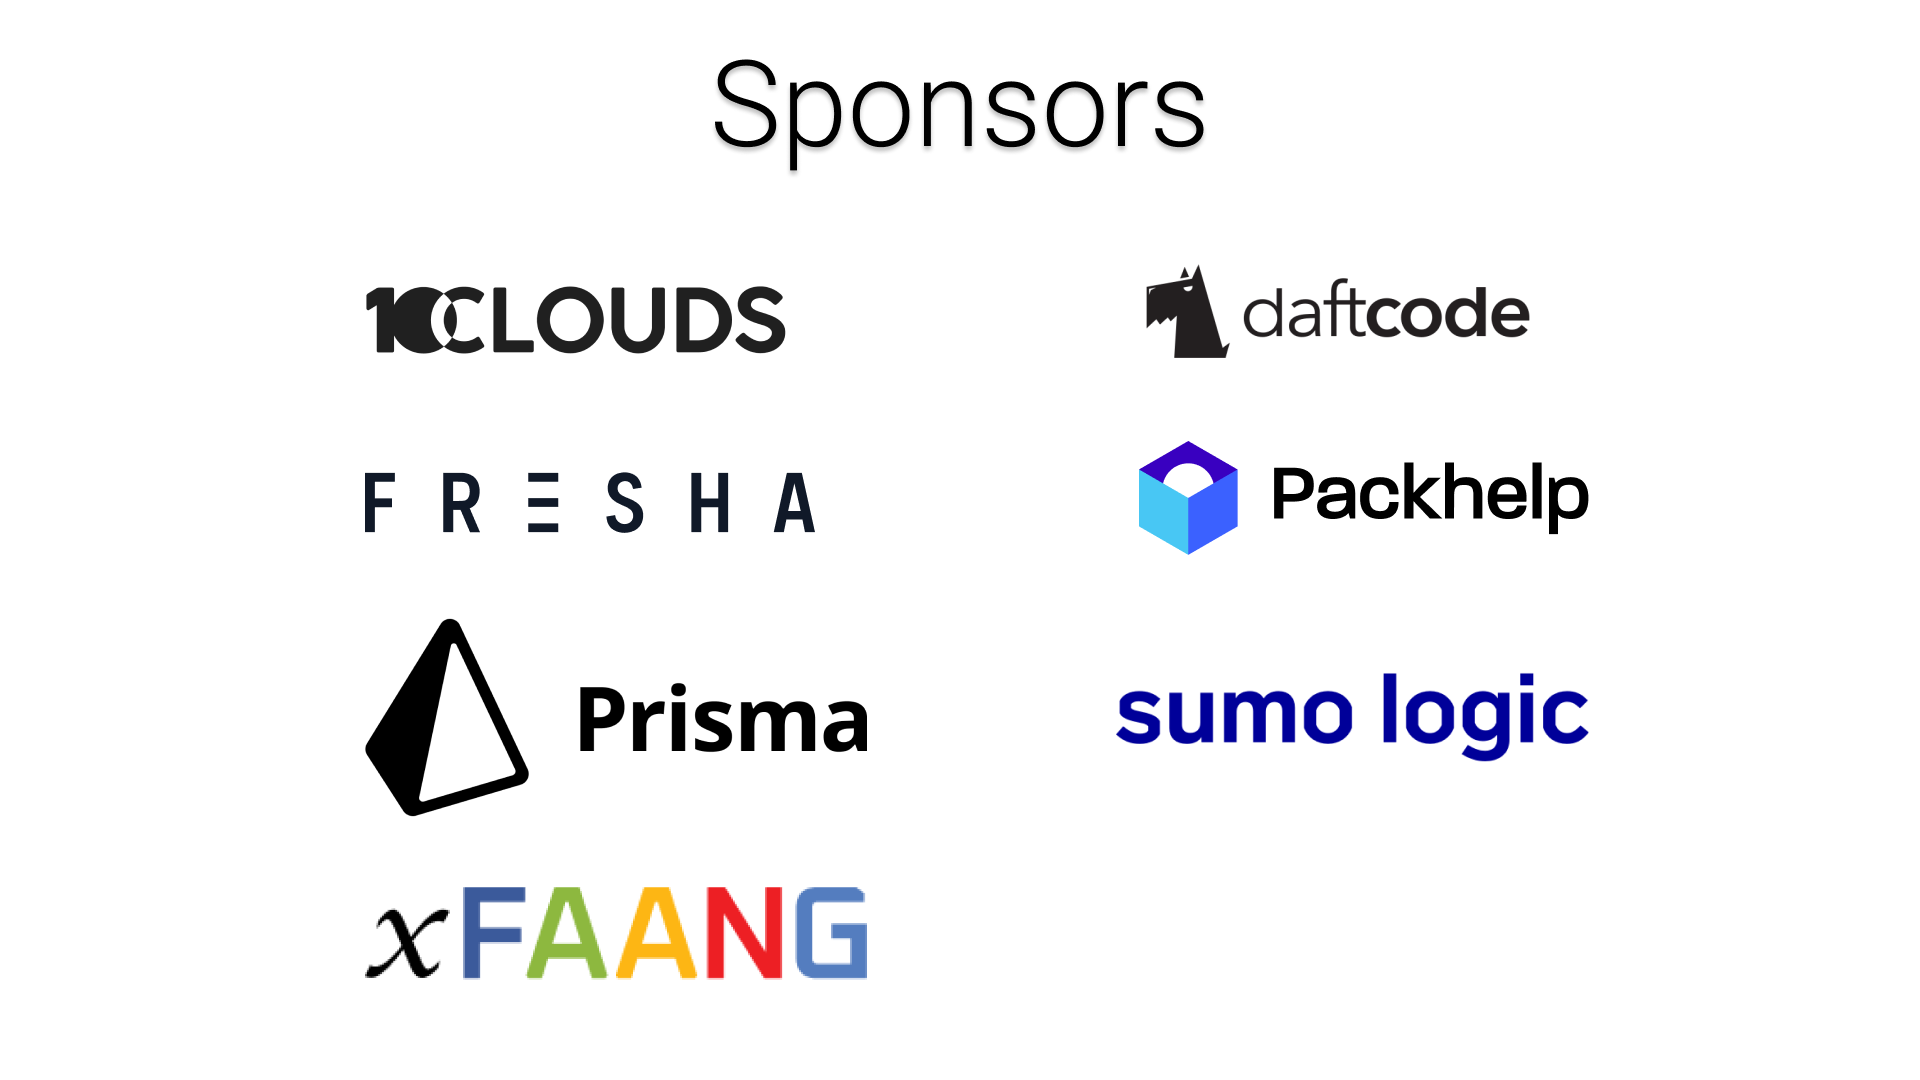 Sponsors
10CLOUDS
daftcode
FRESHA
Packhelp
Prisma
sumo logic
xFAANG